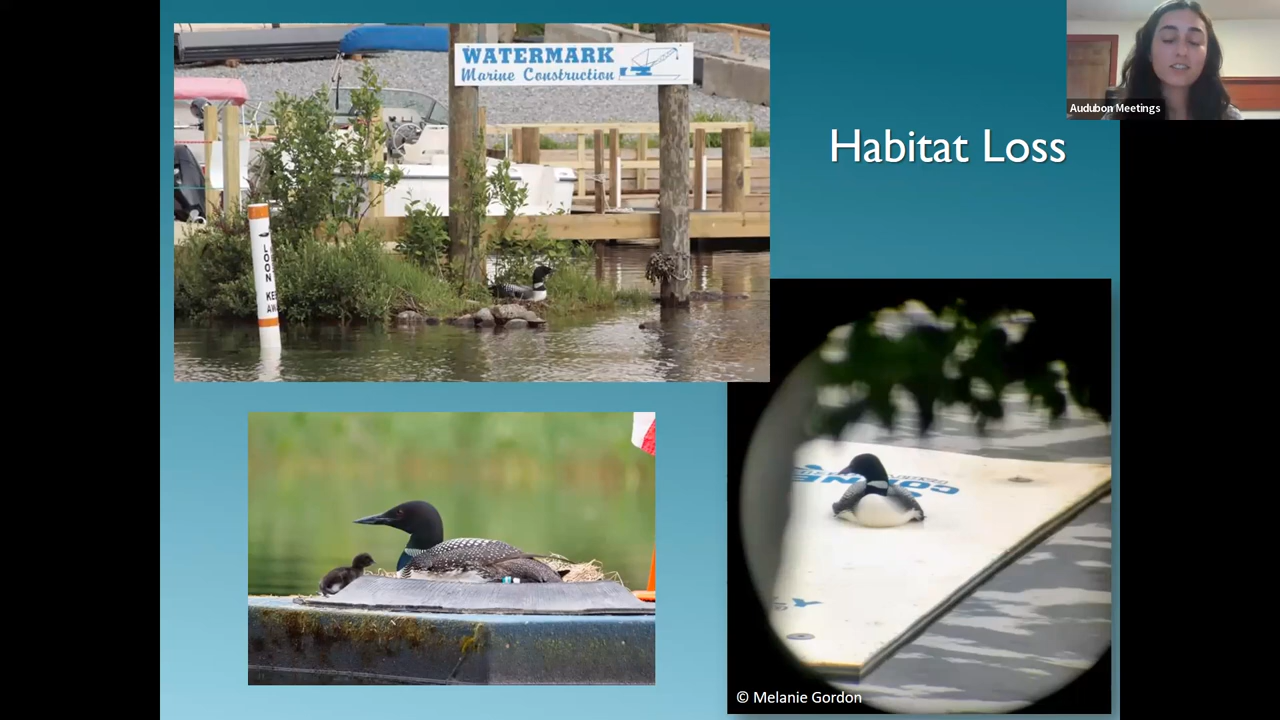 WATERMARK
Marine Construction
Audubon Meetings
Habitat Loss
LOON
© Melanie Gordon